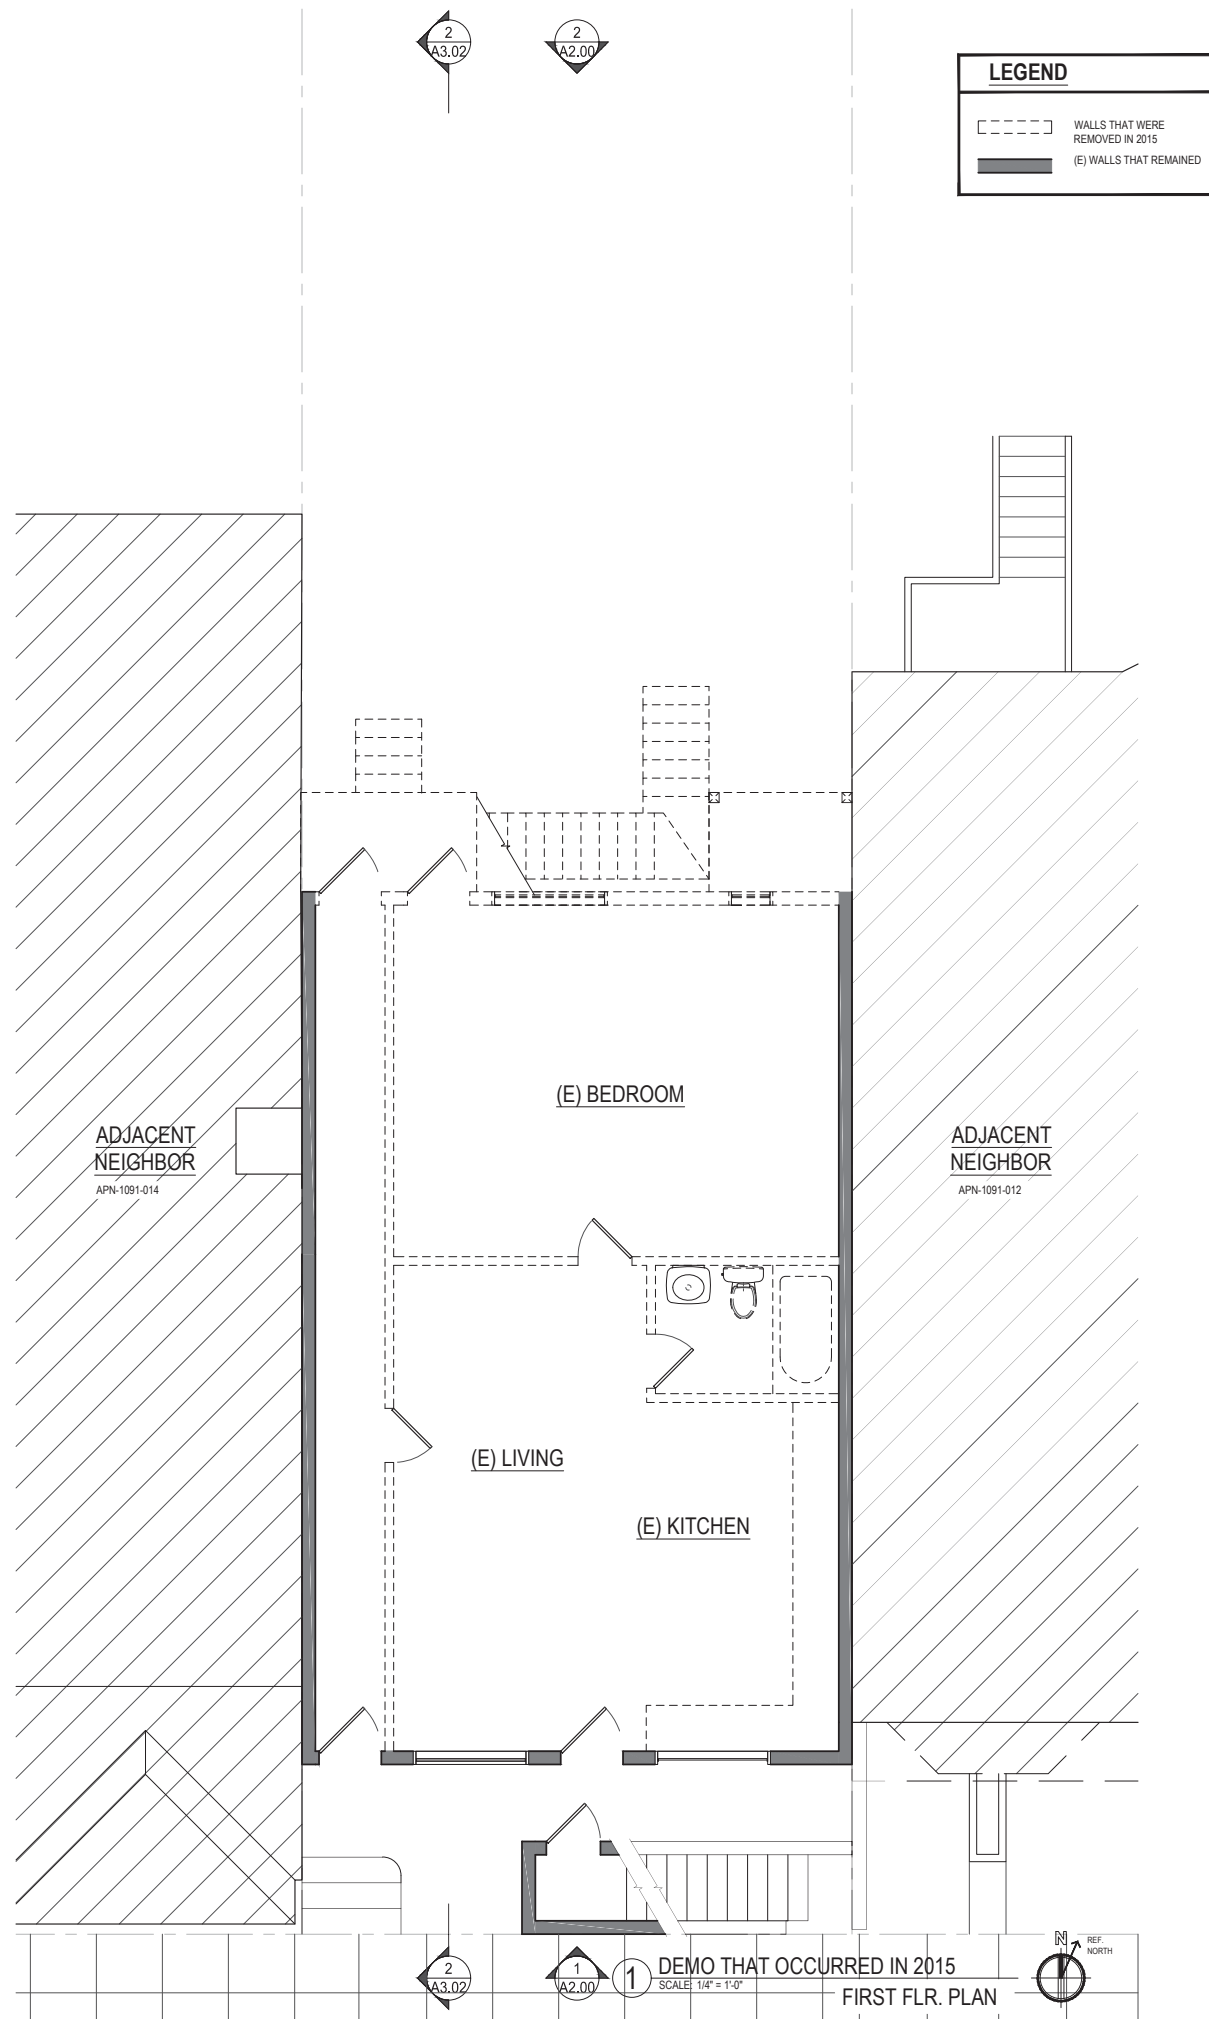 2
A3.02
2
A2.00
LEGEND
WALLS THAT WERE
REMOVED IN 2015
(E) WALLS THAT REMAINED
(E) BEDROOM
ADJACENT
NEIGHBOR
APN-1091-014
ADJACENT
NEIGHBOR
APN-1091-012
(E) LIVING
(E) KITCHEN
2
A3.02
1
A2.00
1
DEMO THAT OCCURRED IN 2015
SCALE: 1/4" = 1'-0"
FIRST FLR. PLAN
N
REF.
NORTH